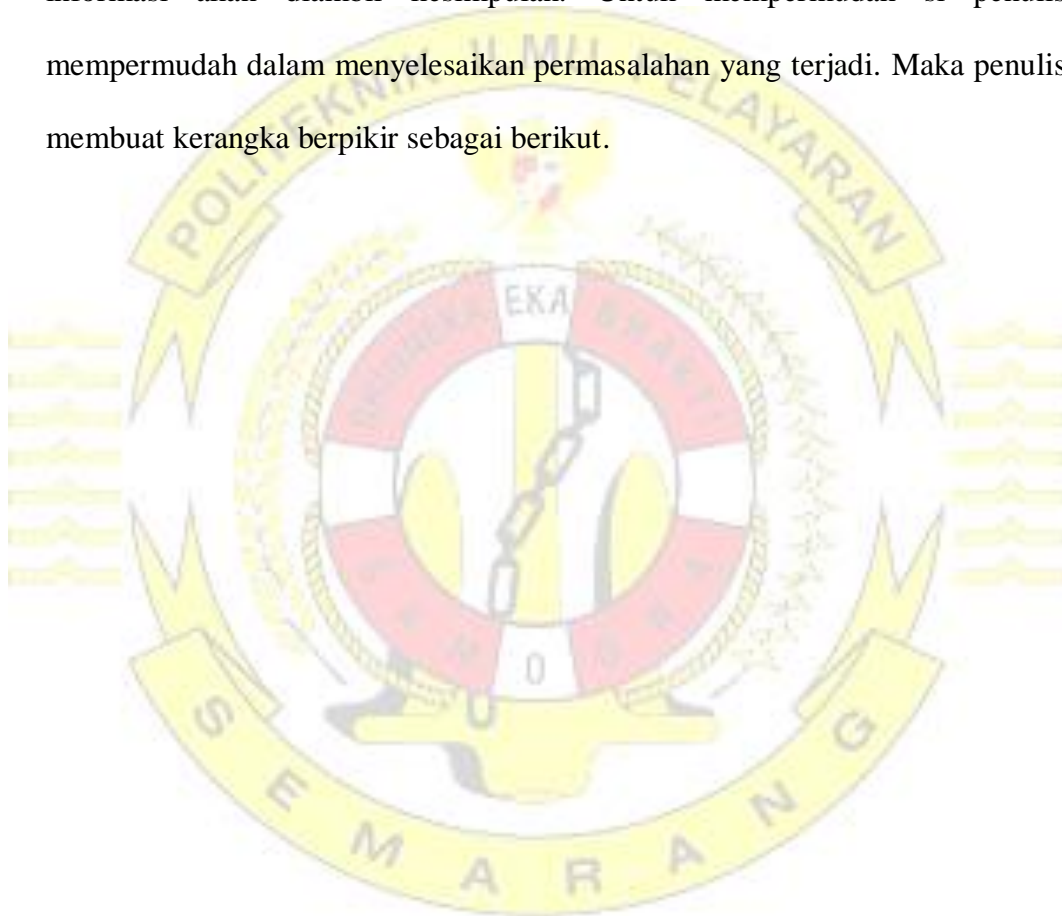 informasi akan diambil kesimpulan. Untuk mempermudah si penulis
mempermudah dalam menyelesaikan permasalahan yang terjadi. Maka penulis
membuat kerangka berpikir sebagai berikut.
POLITEKNIK ILMU PELAYARAN
EKA
BHAKTI
O
SEMARANG